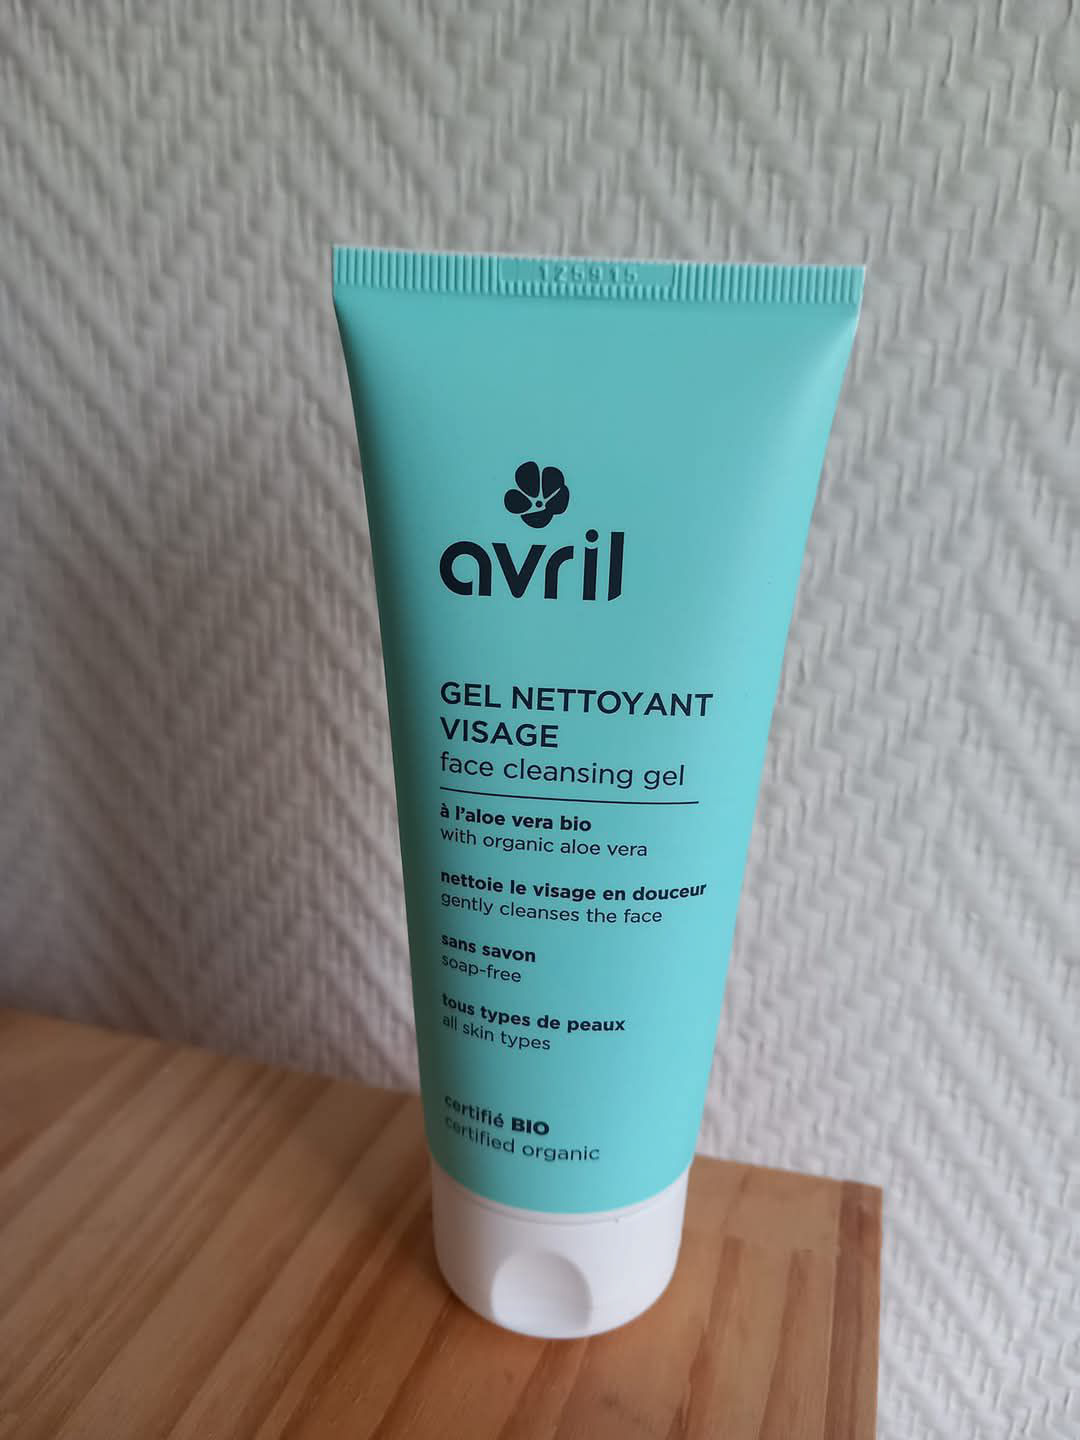 125915
avril
GEL NETTOYANT
VISAGE
face cleansing gel
à l'aloe vera bio
with organic aloe vera
nettoie le visage en douceur
gently cleanses the face
sans savon
soap-free
tous types de peaux
all skin types
certifié BIO
certified organic